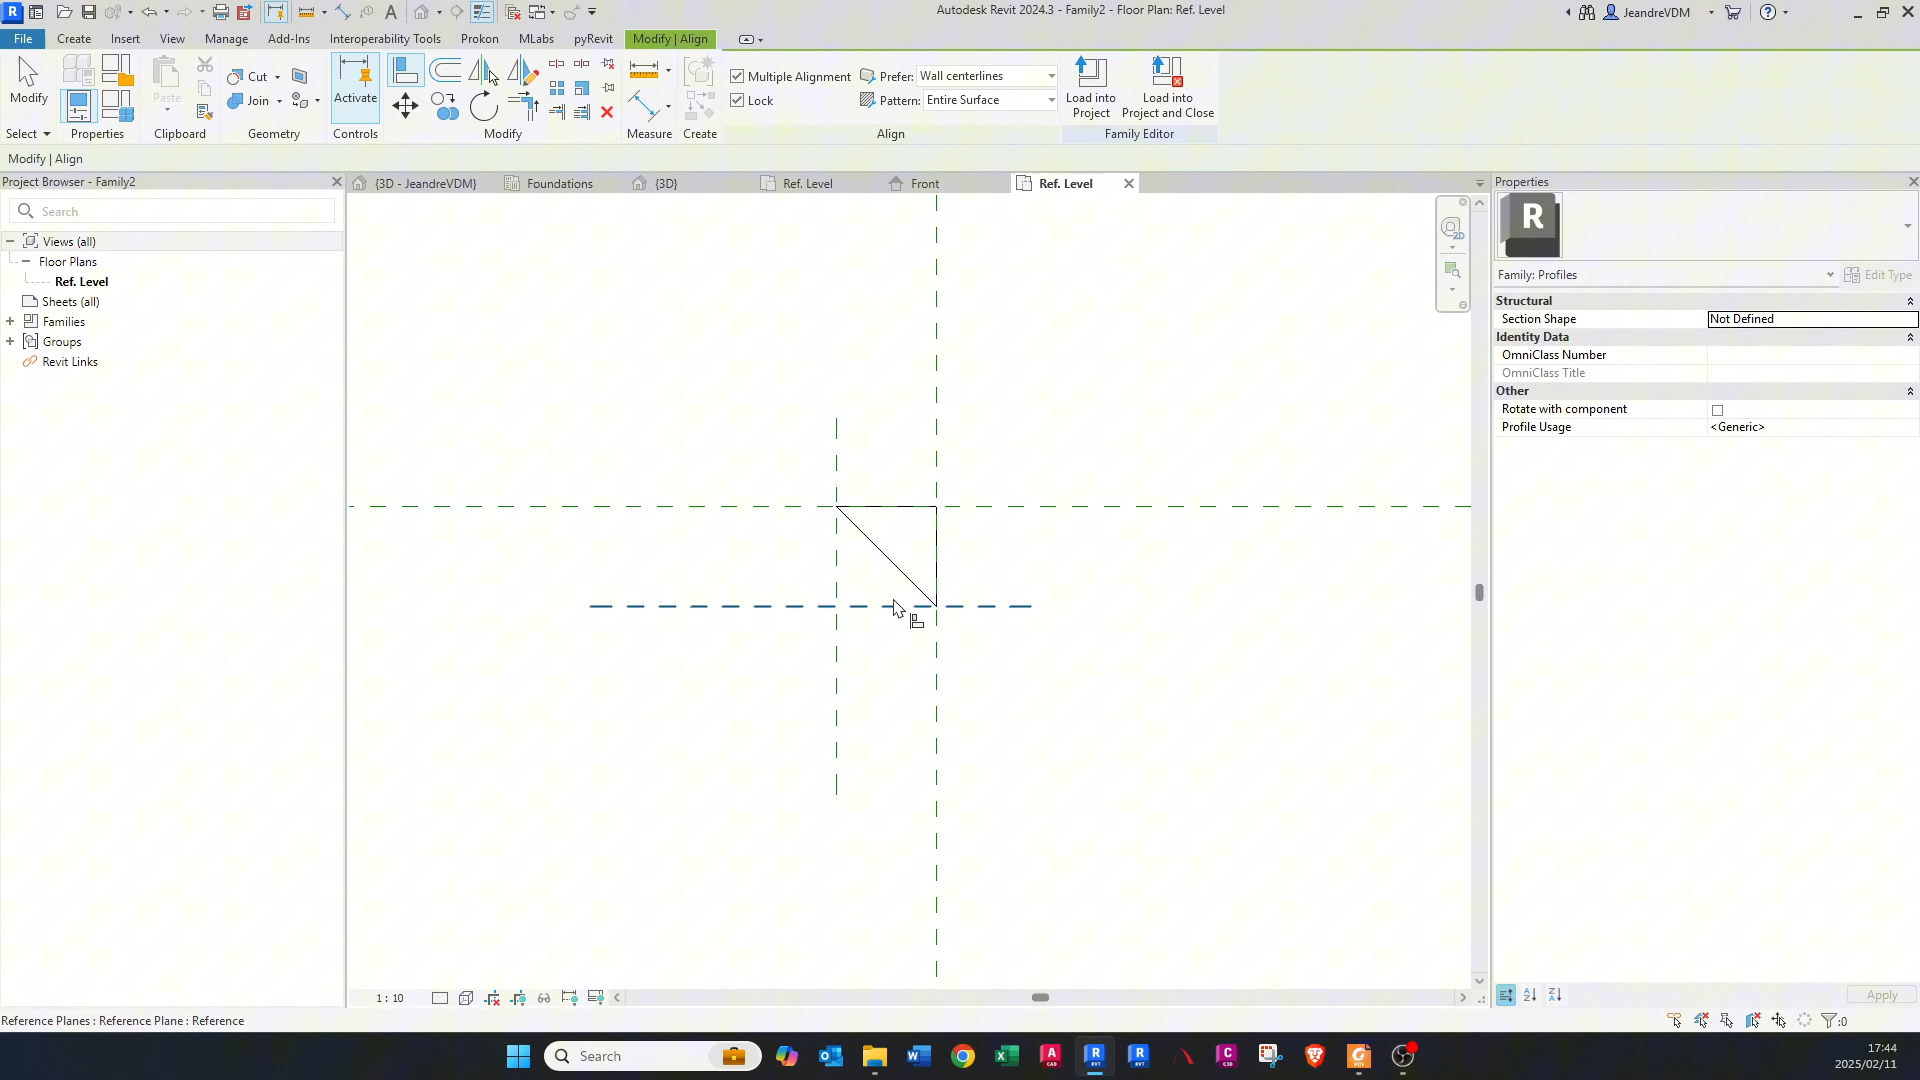 Autodesk Revit 2024.3 - Family2 - Floor Plan: Ref. Level
JeandreVDM
File
Create
Insert
View
Manage
Add-Ins
Interoperability Tools
Prokon
MLabs
pyRevit
Modify | Align
Modify
Paste
Cut
Join
Activate
Multiple Alignment
Lock
Prefer: Wall centerlines
Pattern: Entire Surface
Load into
Project
Load into
Project and Close
Select
Properties
Clipboard
Geometry
Controls
Modify
Measure
Create
Align
Family Editor
Modify | Align
Project Browser - Family2
Search
Views (all)
Floor Plans
Ref. Level
Sheets (all)
Families
Groups
Revit Links
{3D - JeandreVDM}
Foundations
{3D}
Ref. Level
Front
Ref. Level
2D
Properties
R
Family: Profiles
Edit Type
Structural
Section Shape
Not Defined
Identity Data
OmniClass Number
OmniClass Title
Other
Rotate with component
Profile Usage
<Generic>
1 : 10
Apply
Reference Planes : Reference Plane : Reference
:0
Search
17:44
2025/02/11